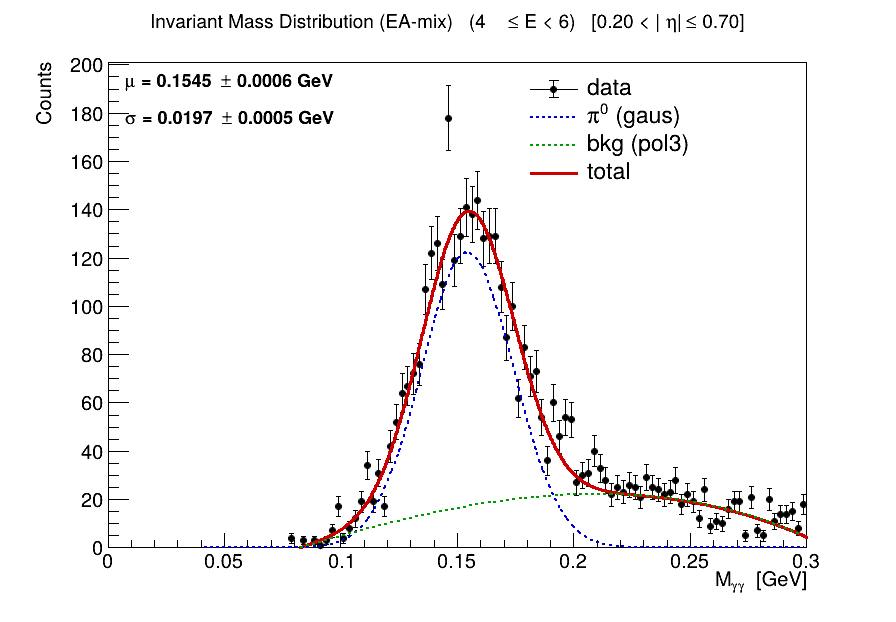 Invariant Mass Distribution (EA-mix) (4 ≤ E < 6) [0.20 < | η| ≤ 0.70]
Counts
μ = 0.1545 ± 0.0006 GeV
σ = 0.0197 ± 0.0005 GeV
data
π⁰ (gaus)
bkg (pol3)
total
200
180
160
140
120
100
80
60
40
20
0
0 0.05 0.1 0.15 0.2 0.25 0.3
Mγγ [GeV]